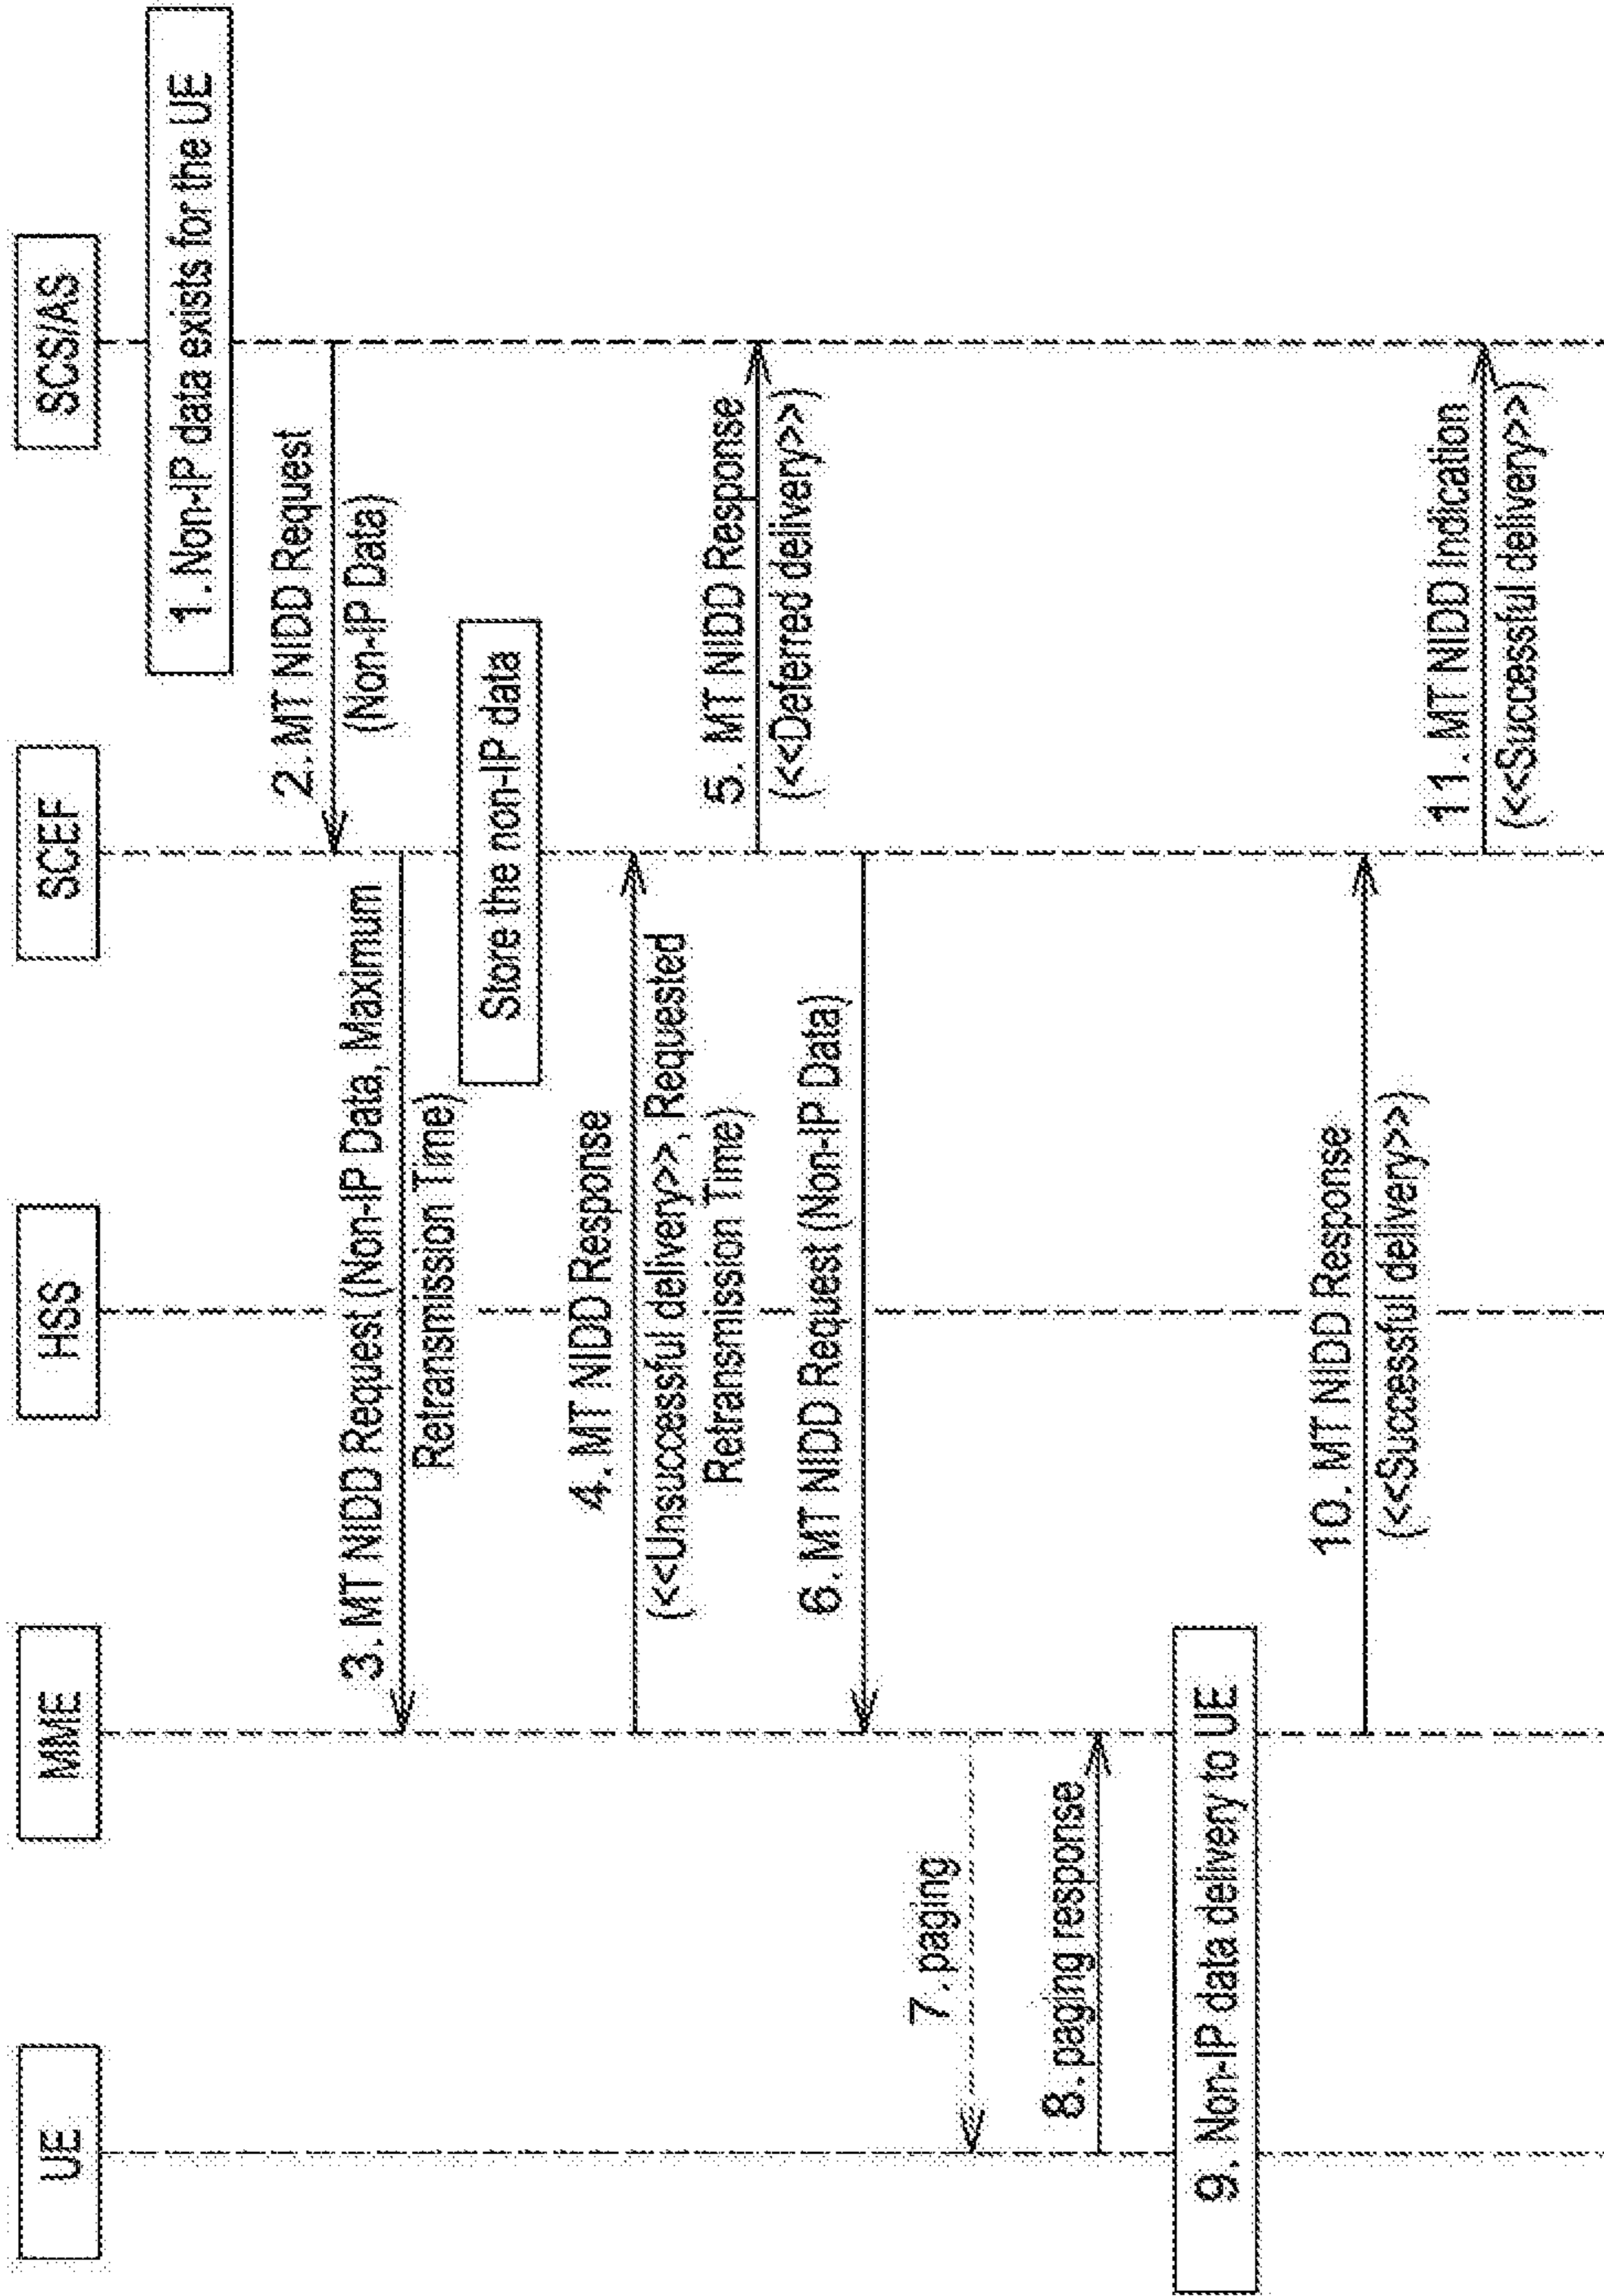 UE
MME
HSS
SCEF
SCS/AS
1. Non-IP data exists for the UE
2. MT NIDD Request
(Non-IP Data)
3. MT NIDD Request (Non-IP Data, Maximum
Retransmission Time)
Store the non-IP data
4. MT NIDD Response
(<<Unsuccessful delivery>>, Requested
Retransmission Time)
5. MT NIDD Response
(<<Deferred delivery>>)
6. MT NIDD Request (Non-IP Data)
7. paging
8. paging response
9. Non-IP data delivery to UE
10. MT NIDD Response
(<<Successful delivery>>)
11. MT NIDD Indication
(<<Successful delivery>>)